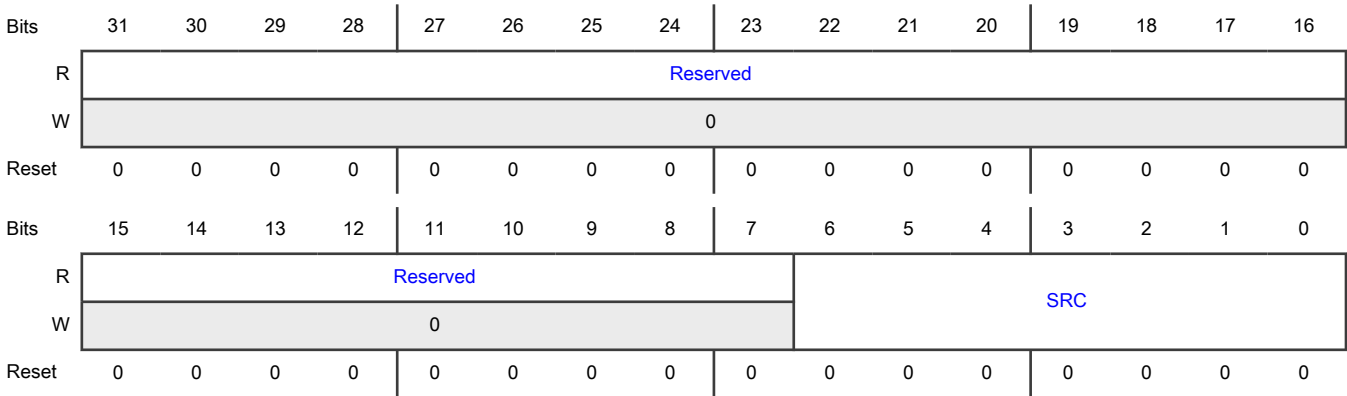 Bits 31 30 29 28 27 26 25 24 23 22 21 20 19 18 17 16
R Reserved
W 0
Reset 0 0 0 0 0 0 0 0 0 0 0 0 0 0 0 0
Bits 15 14 13 12 11 10 9 8 7 6 5 4 3 2 1 0
R Reserved SRC
W 0
Reset 0 0 0 0 0 0 0 0 0 0 0 0 0 0 0 0